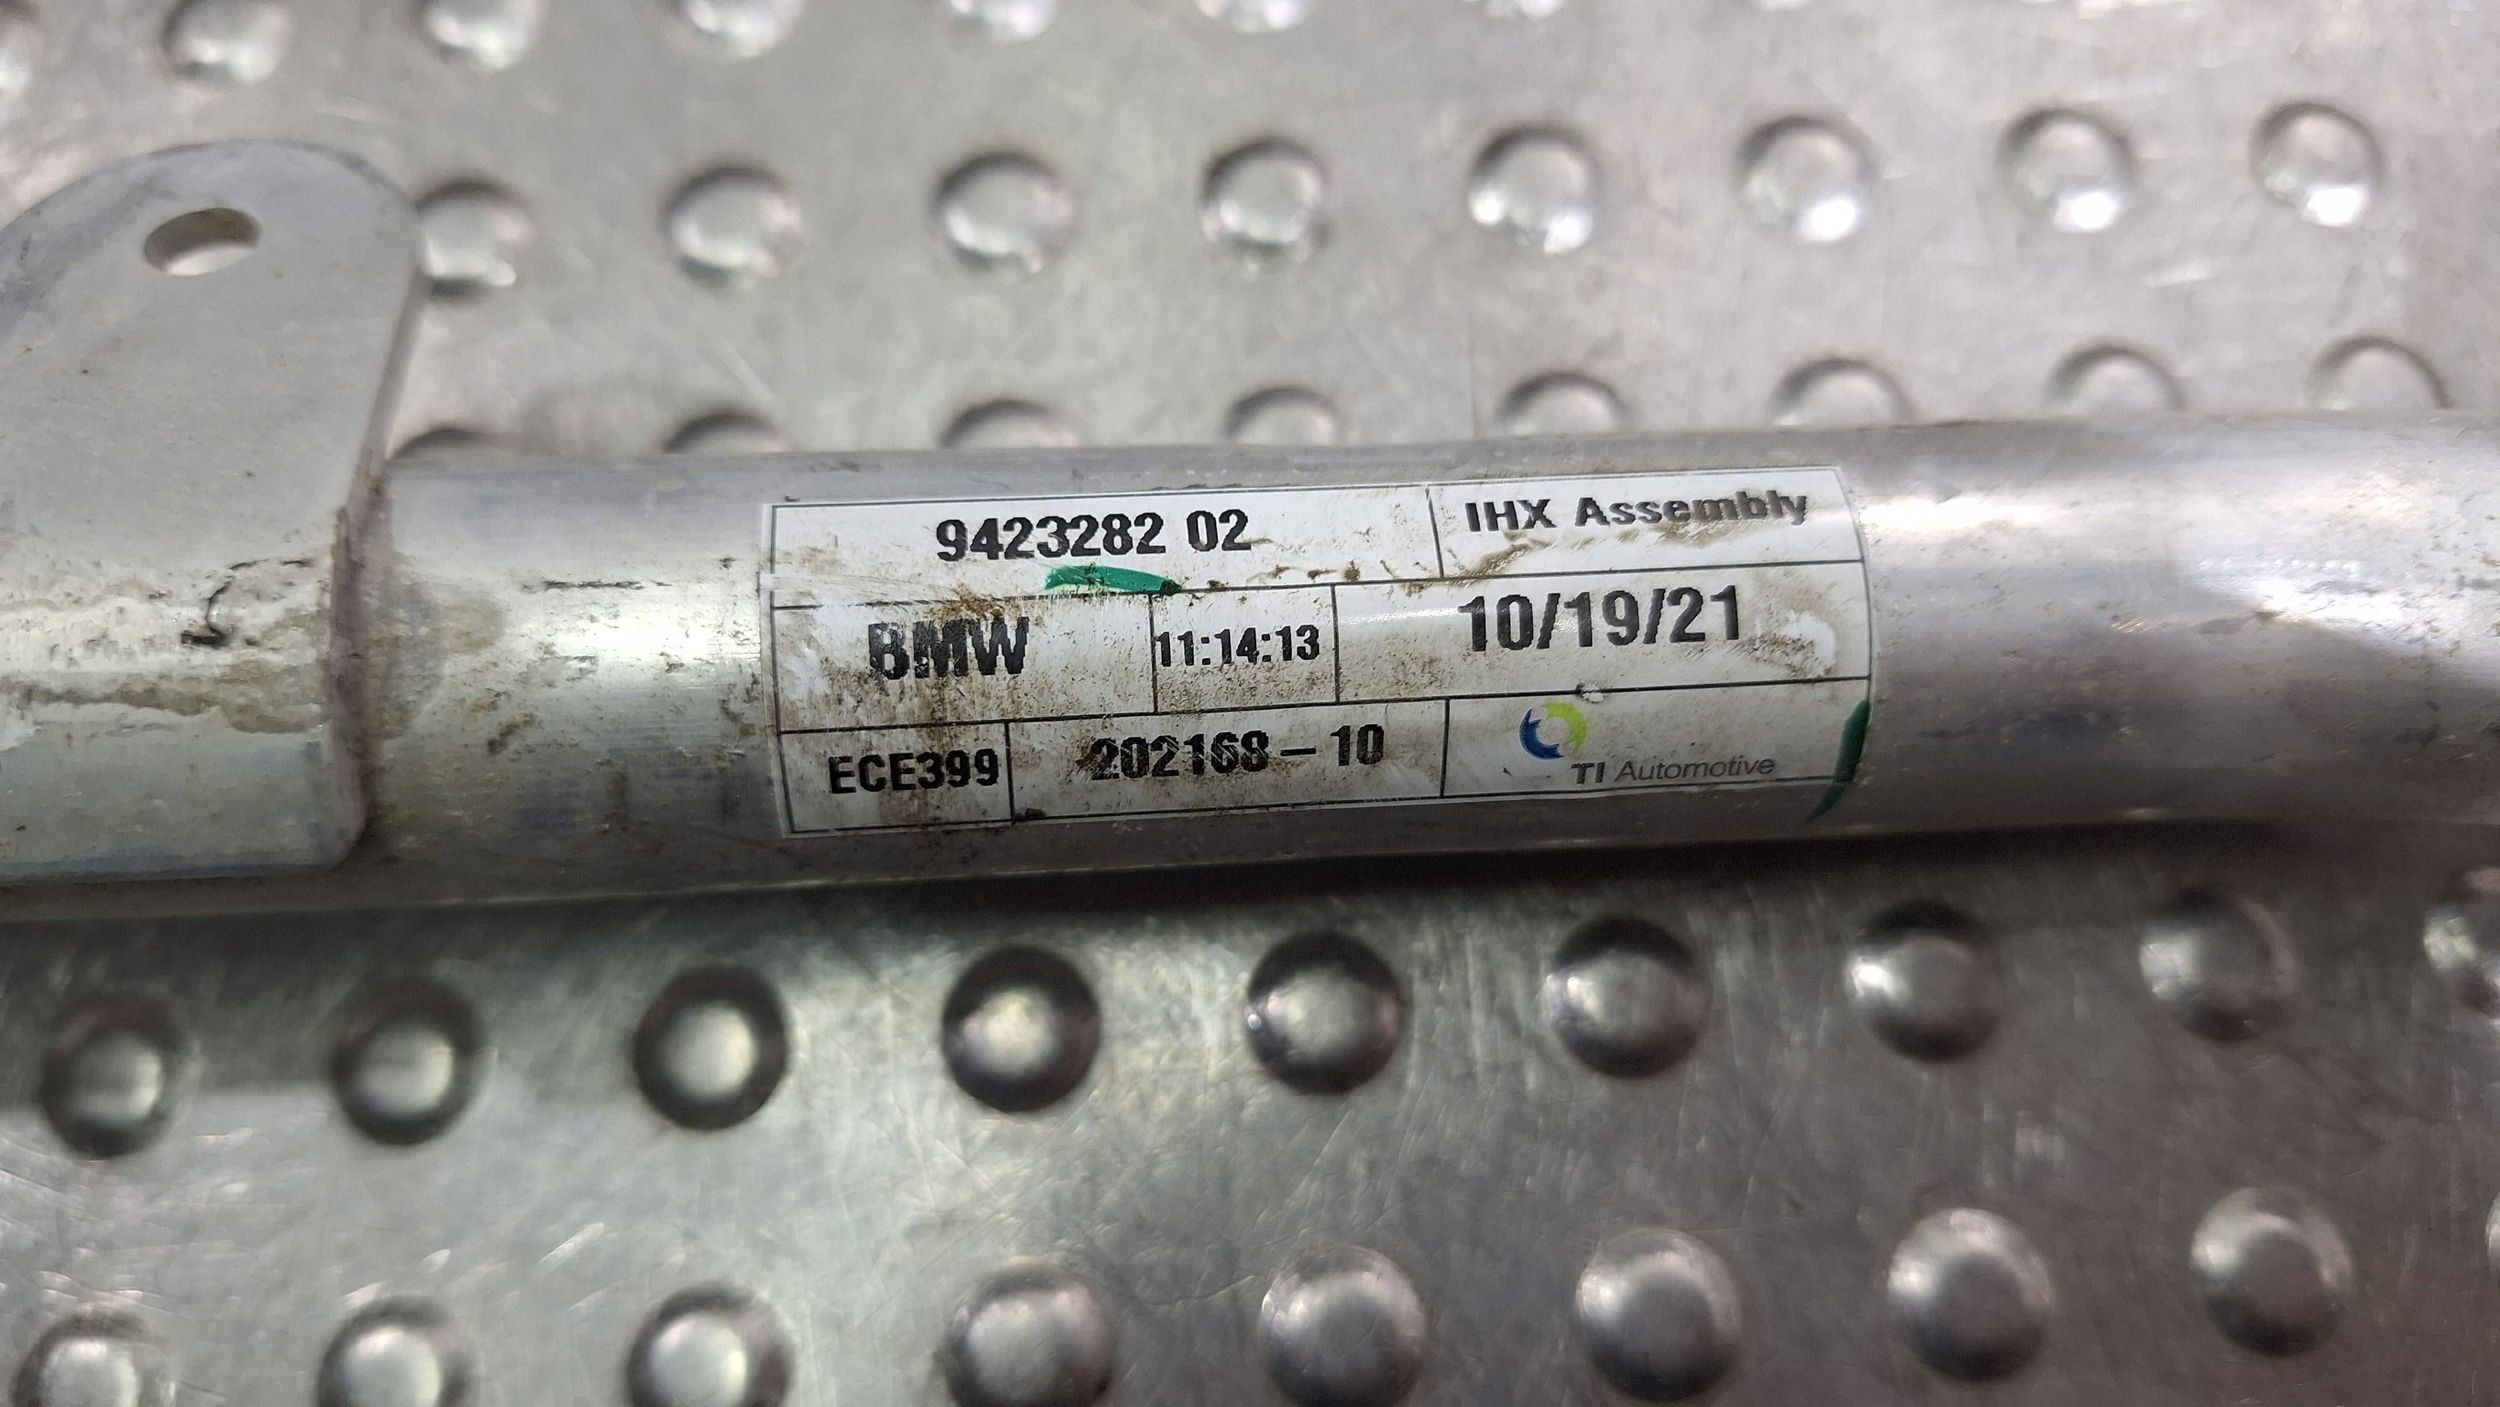 9423282 02 IHX Assembly
BMW 11:14:13 10/19/21
ECE399 202168-10 TI Automotive